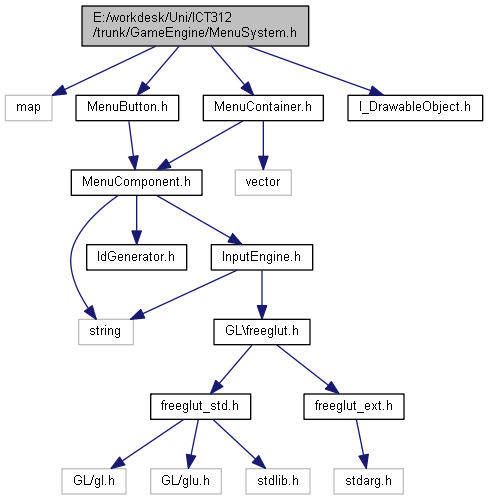 E:/workdesk/Uni/ICT312
/trunk/GameEngine/MenuSystem.h
map
MenuButton.h
MenuContainer.h
I_DrawableObject.h
MenuComponent.h
vector
IdGenerator.h
InputEngine.h
string
GL\freeglut.h
freeglut_std.h
freeglut_ext.h
GL/gl.h
GL/glu.h
stdlib.h
stdarg.h